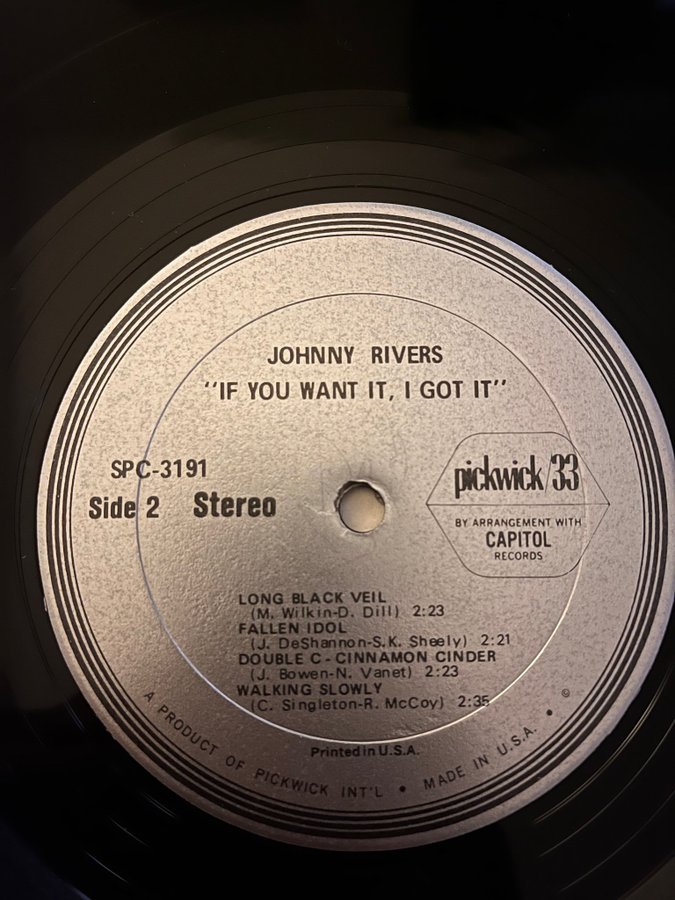 JOHNNY RIVERS
"IF YOU WANT IT, I GOT IT"
SPC-3191
Side 2 Stereo
pickwick/33
BY ARRANGEMENT WITH
CAPITOL
RECORDS
LONG BLACK VEIL
(M. Wilkin-D. Dill) 2:23
FALLEN IDOL
(J. DeShannon-S.K. Sheely) 2:21
DOUBLE C - CINNAMON CINDER
(J. Bowen-N. Vanet) 2:23
WALKING SLOWLY
(C. Singleton-R. McCoy) 2:35
©
Printed in U.S.A.
A PRODUCT OF PICKWICK INT'L • MADE IN U.S.A. •